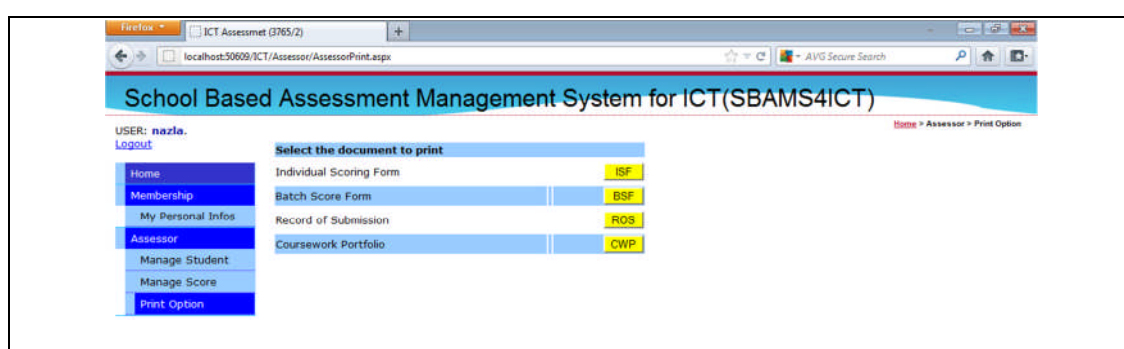 Firefox
ICT Assessmet (3765/2)
localhost:50609/ICT/Assessor/AssessorPrint.aspx
AVG Secure Search
School Based Assessment Management System for ICT(SBAMS4ICT)
Home > Assessor > Print Option
USER: nazla.
Logout
Home
Membership
My Personal Infos
Assessor
Manage Student
Manage Score
Print Option
Select the document to print
Individual Scoring Form ISF
Batch Score Form BSF
Record of Submission ROS
Coursework Portfolio CWP